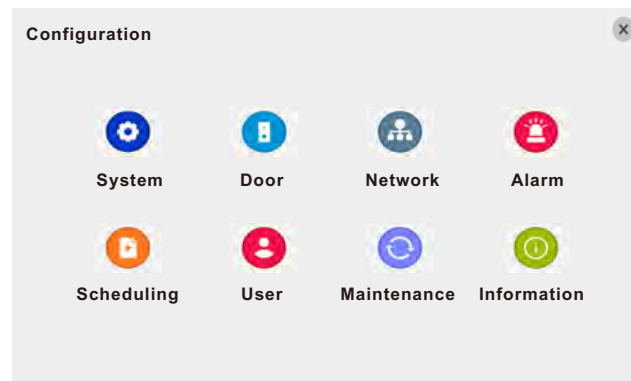 Configuration
System Door Network Alarm
Scheduling User Maintenance Information